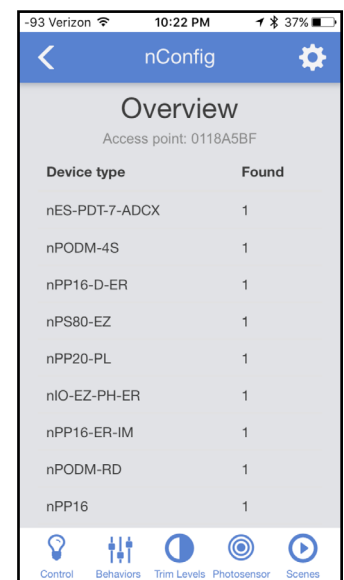 -93 Verizon 10:22 PM 37%
nConfig
Overview
Access point: 0118A5BF
Device type Found
nES-PDT-7-ADCX 1
nPODM-4S 1
nPP16-D-ER 1
nPS80-EZ 1
nPP20-PL 1
nIO-EZ-PH-ER 1
nPP16-ER-IM 1
nPODM-RD 1
nPP16 1
Control Behaviors Trim Levels Photosensor Scenes